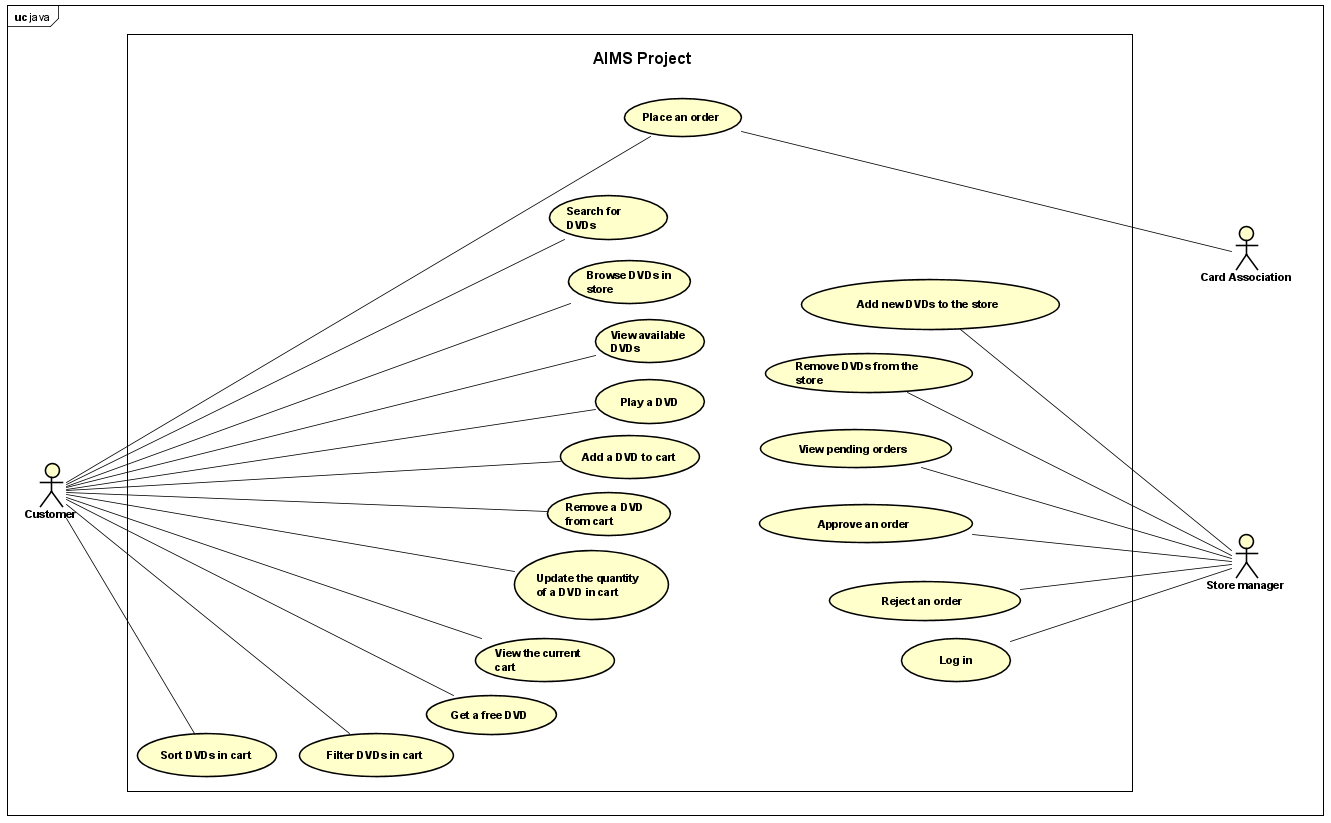 uc java
AIMS Project
Place an order
Search for
DVDs
Browse DVDs in
store
View available
DVDs
Play a DVD
Add a DVD to cart
Remove a DVD
from cart
Update the quantity
of a DVD in cart
View the current
cart
Get a free DVD
Sort DVDs in cart
Filter DVDs in cart
Add new DVDs to the store
Remove DVDs from the
store
View pending orders
Approve an order
Reject an order
Log in
Customer
Card Association
Store manager